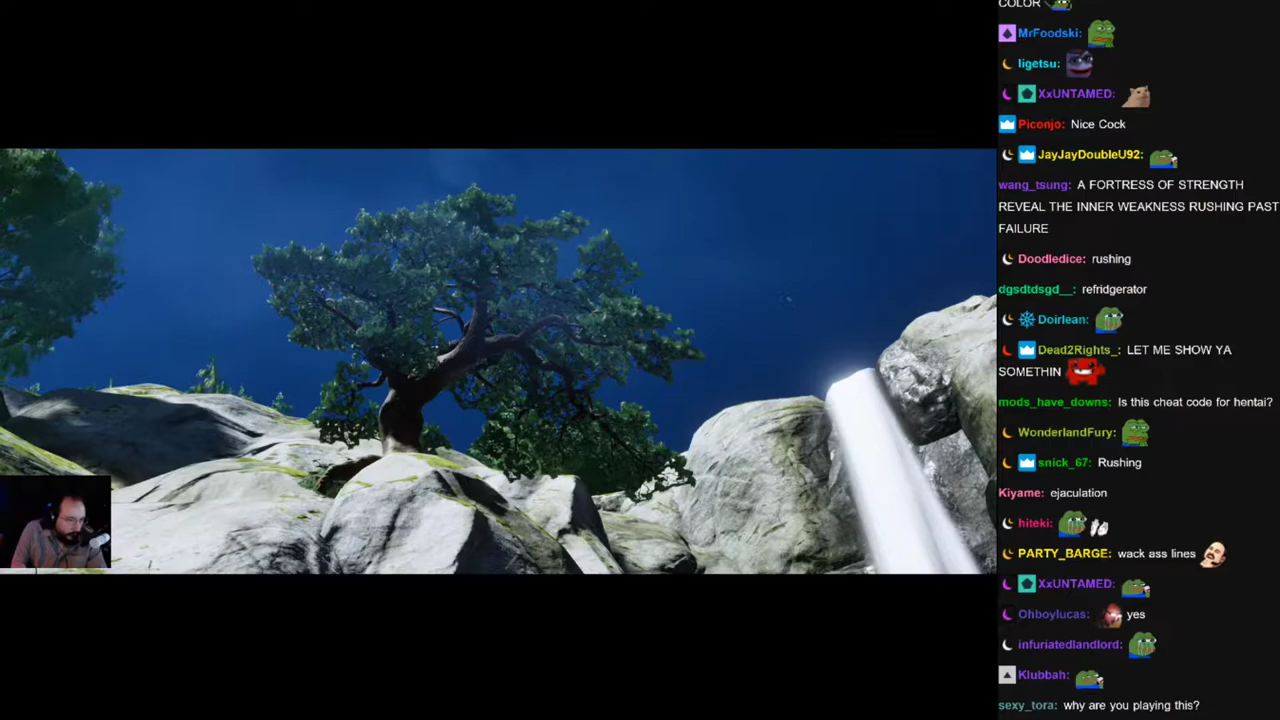 COLOR
MrFoodski:
ligetsu:
XxUNTAMED:
Piconjo: Nice Cock
JayJayDoubleU92:
wang_tsung: A FORTRESS OF STRENGTH
REVEAL THE INNER WEAKNESS RUSHING PAST
FAILURE
Doodledice: rushing
dgsdtdsgd__: refridgerator
Doirlean:
Dead2Rights_: LET ME SHOW YA
SOMETHIN
mods_have_downs: Is this cheat code for hentai?
WonderlandFury:
snick_67: Rushing
Kiyame: ejaculation
hiteki:
PARTY_BARGE: wack ass lines
XxUNTAMED:
Ohboylucas: yes
infuriatedlandlord:
Klubbah:
sexy_tora: why are you playing this?